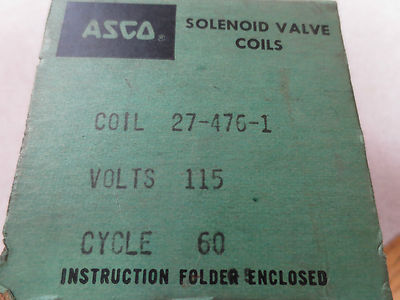 ASCO® SOLENOID VALVE
COILS
COIL 27-476-1
VOLTS 115
CYCLE 60
INSTRUCTION FOLDER ENCLOSED